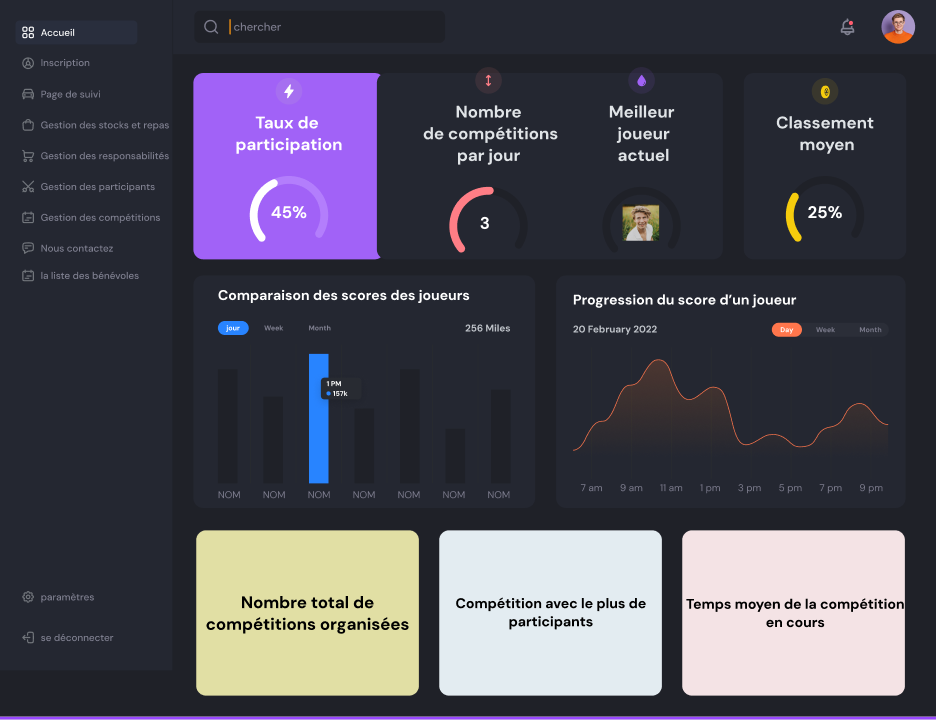 Accueil
Inscription
Page de suivi
Gestion des stocks et repas
Gestion des responsabilités
Gestion des participants
Gestion des compétitions
Nous contactez
la liste des bénévoles
paramètres
se déconnecter
chercher
Taux de
participation
45%
Nombre
de compétitions
par jour
3
Meilleur
joueur
actuel
Classement
moyen
25%
Comparaison des scores des joueurs
jour Week Month 256 Miles
1 PM
157k
NOM NOM NOM NOM NOM NOM NOM
Progression du score d’un joueur
20 February 2022 Day Week Month
7 am 9 am 11 am 1 pm 3 pm 5 pm 7 pm 9 pm
Nombre total de
compétitions organisées
Compétition avec le plus de
participants
Temps moyen de la compétition
en cours